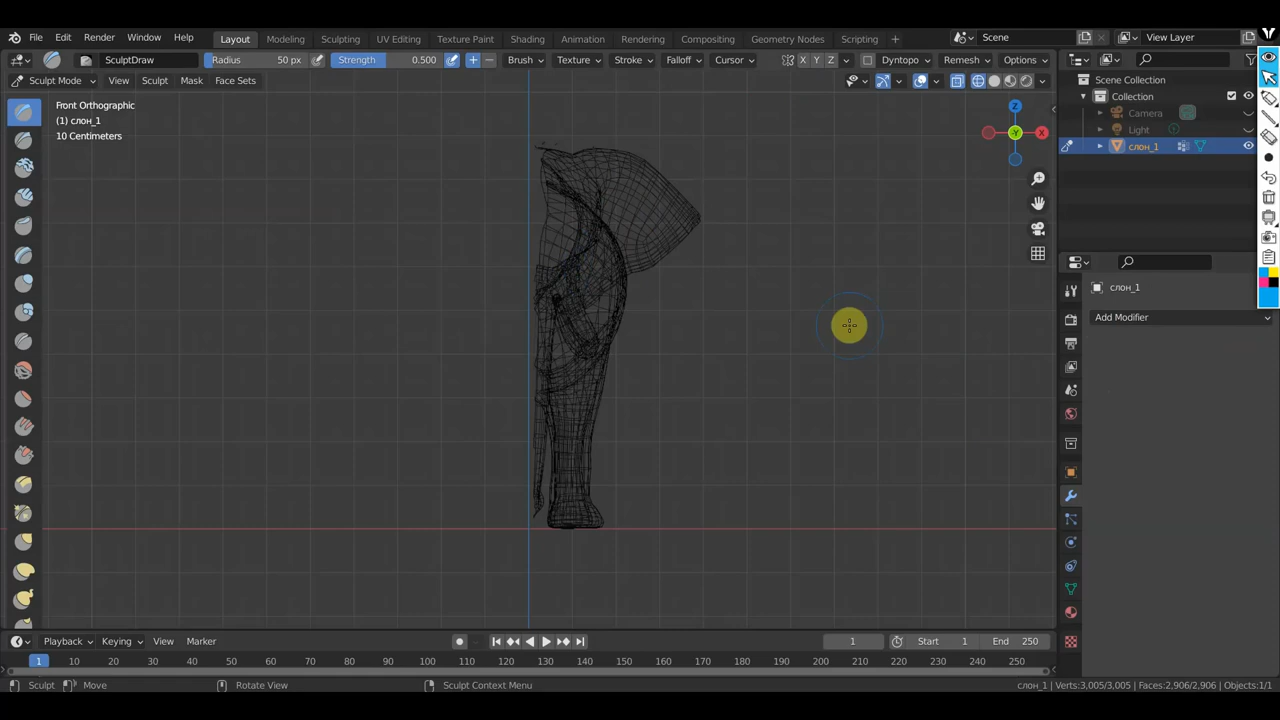 File Edit Render Window Help Layout Modeling Sculpting UV Editing Texture Paint Shading Animation Rendering Compositing Geometry Nodes Scripting + Scene View Layer
SculptDraw Radius 50 px Strength 0.500 + − Brush Texture Stroke Falloff Cursor X Y Z Dyntopo Remesh Options
Sculpt Mode View Sculpt Mask Face Sets
Scene Collection
Collection
Camera
Light
слон_1
Front Orthographic
(1) слон_1
10 Centimeters
Z
Y
X
слон_1
Add Modifier
Playback Keying View Marker 1 Start 1 End 250
1 10 20 30 40 50 60 70 80 90 100 110 120 130 140 150 160 170 180 190 200 210 220 230 240 250
Sculpt Move Rotate View Sculpt Context Menu слон_1 | Verts:3,005/3,005 | Faces:2,906/2,906 | Objects:1/1